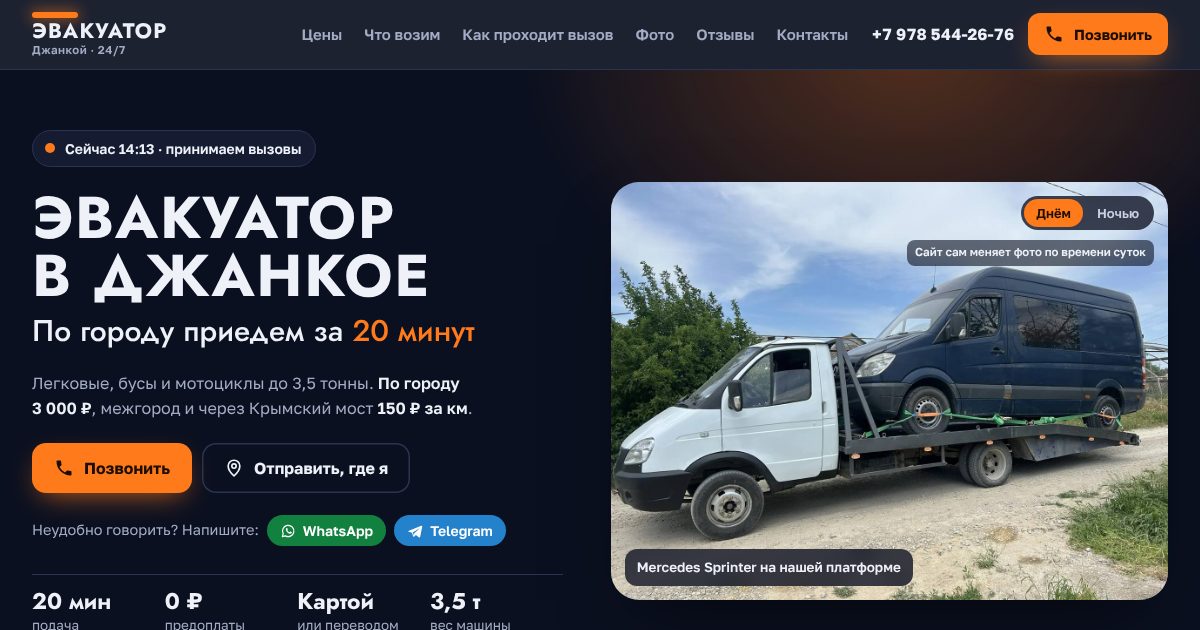 ЭВАКУАТОР
Джанкой · 24/7
Цены
Что возим
Как проходит вызов
Фото
Отзывы
Контакты
+7 978 544-26-76
Позвонить
Сейчас 14:13 · принимаем вызовы
ЭВАКУАТОР
В ДЖАНКОЕ
По городу приедем за 20 минут
Легковые, бусы и мотоциклы до 3,5 тонны. По городу
3 000 ₽, межгород и через Крымский мост 150 ₽ за км.
Позвонить
Отправить, где я
Неудобно говорить? Напишите:
WhatsApp
Telegram
20 мин
подача
0 ₽
предоплаты
Картой
или переводом
3,5 т
вес машины
Днём
Ночью
Сайт сам меняет фото по времени суток
Mercedes Sprinter на нашей платформе